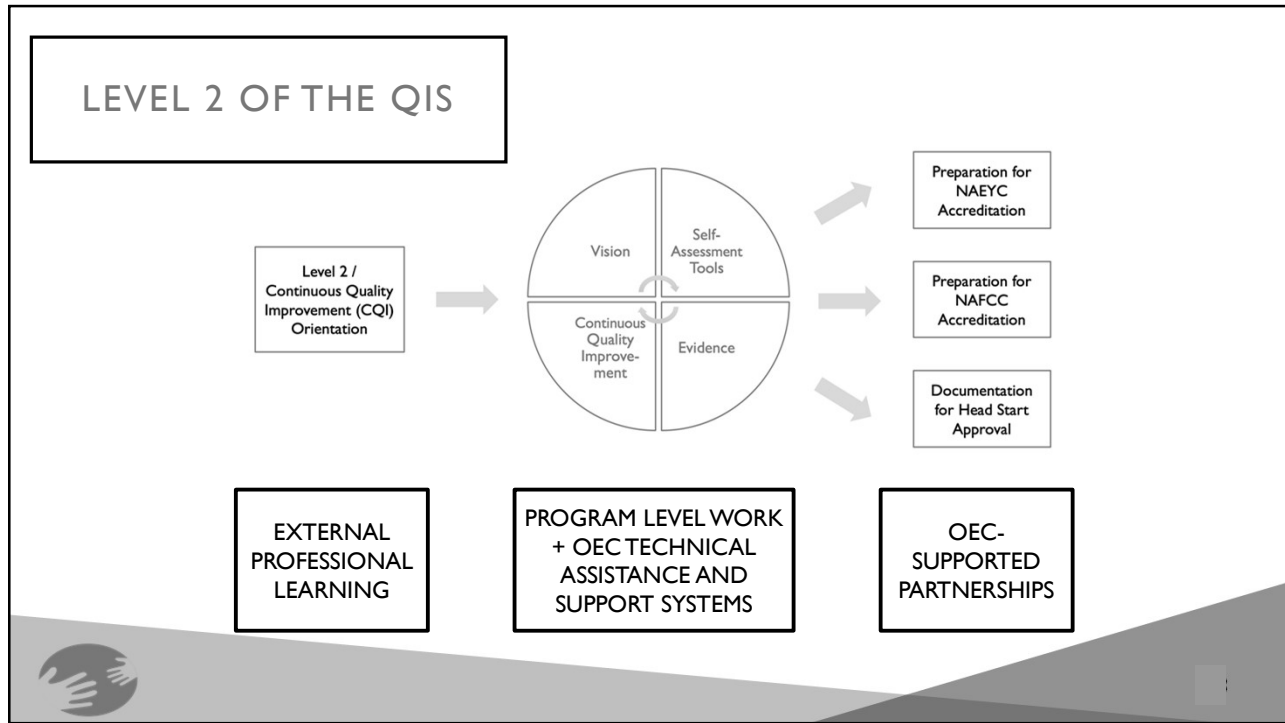 LEVEL 2 OF THE QIS
Level 2 /
Continuous Quality
Improvement (CQI)
Orientation
Vision
Self-
Assessment
Tools
Continuous
Quality
Improve-
ment
Evidence
Preparation for
NAEYC
Accreditation
Preparation for
NAFCC
Accreditation
Documentation
for Head Start
Approval
EXTERNAL
PROFESSIONAL
LEARNING
PROGRAM LEVEL WORK
+ OEC TECHNICAL
ASSISTANCE AND
SUPPORT SYSTEMS
OEC-
SUPPORTED
PARTNERSHIPS